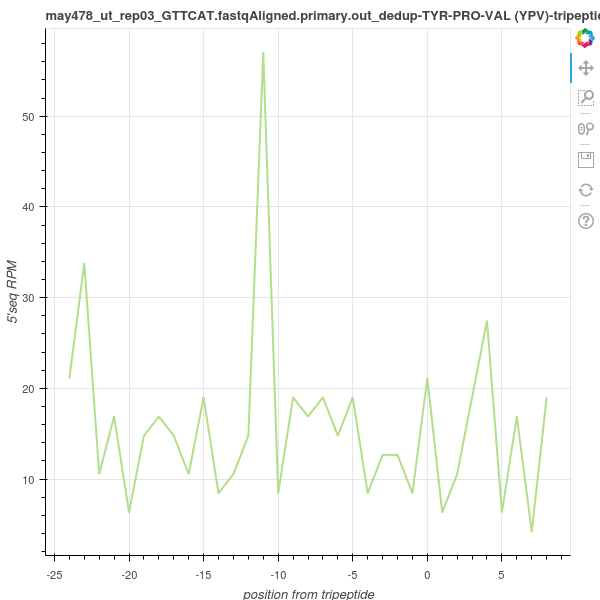 may478_ut_rep03_GTTCAT.fastqAligned.primary.out_dedup-TYR-PRO-VAL (YPV)-tripeptic
50
40
30
20
10
5'seq RPM
-25 -20 -15 -10 -5 0 5
position from tripeptide